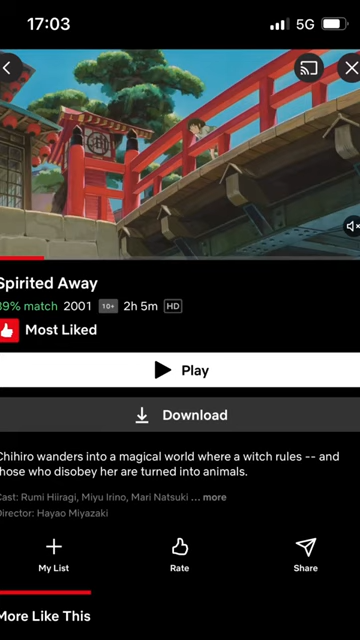 17:03
5G
Spirited Away
89% match 2001 10+ 2h 5m HD
Most Liked
Play
Download
Chihiro wanders into a magical world where a witch rules -- and
those who disobey her are turned into animals.
Cast: Rumi Hiiragi, Miyu Irino, Mari Natsuki ... more
Director: Hayao Miyazaki
My List
Rate
Share
More Like This